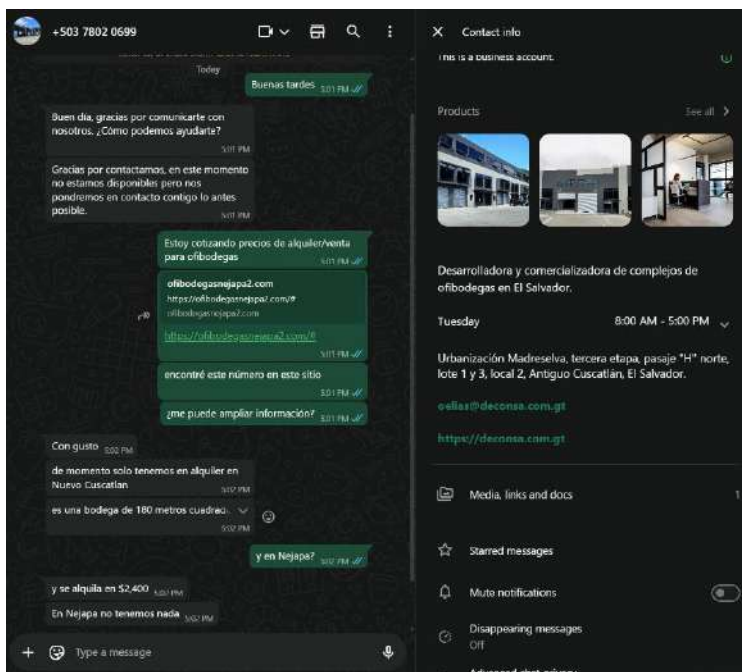 +503 7802 0699
Today
Buenas tardes 5:01 PM
Buen día, gracias por comunicarte con
nosotros. ¿Cómo podemos ayudarte?
5:01 PM
Gracias por contactarnos, en este momento
no estamos disponibles pero nos
pondremos en contacto contigo lo antes
posible.
5:01 PM
Estoy cotizando precios de alquiler/venta
para ofibodegas
5:01 PM
ofibodegasnejapa2.com
https://ofibodegasnejapa2.com/#
ofibodegasnejapa2.com
https://ofibodegasnejapa2.com/#
5:01 PM
encontré este número en este sitio
5:01 PM
¿me puede ampliar información?
5:01 PM
Con gusto 5:02 PM
de momento solo tenemos en alquiler en
Nuevo Cuscatlan
5:02 PM
es una bodega de 180 metros cuadrad
5:02 PM
y en Nejapa? 5:02 PM
y se alquila en $2,400 5:02 PM
En Nejapa no tenemos nada 5:02 PM
Type a message
Contact info
This is a business account.
Products
See all
Desarrolladora y comercializadora de complejos de
ofibodegas en El Salvador.
Tuesday 8:00 AM - 5:00 PM
Urbanización Madreselva, tercera etapa, pasaje "H" norte,
lote 1 y 3, local 2, Antiguo Cuscatlán, El Salvador.
oelias@deconsa.com.gt
https://deconsa.com.gt
Media, links and docs 1
Starred messages
Mute notifications
Disappearing messages
Off
Advanced chat privacy